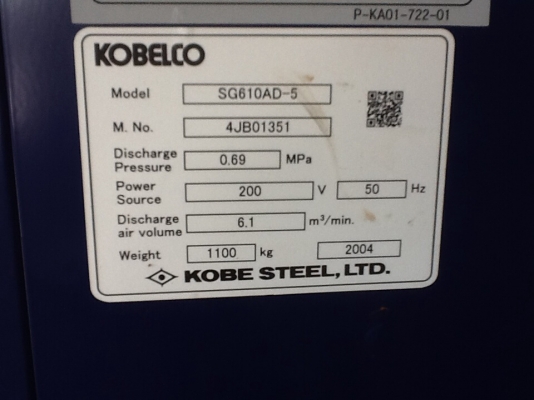 P-KA01-722-01
KOBELCO
Model SG610AD-5
M. No. 4JB01351
Discharge Pressure 0.69 MPa
Power Source 200 V 50 Hz
Discharge air volume 6.1 m³/min.
Weight 1100 kg 2004
KOBE STEEL, LTD.